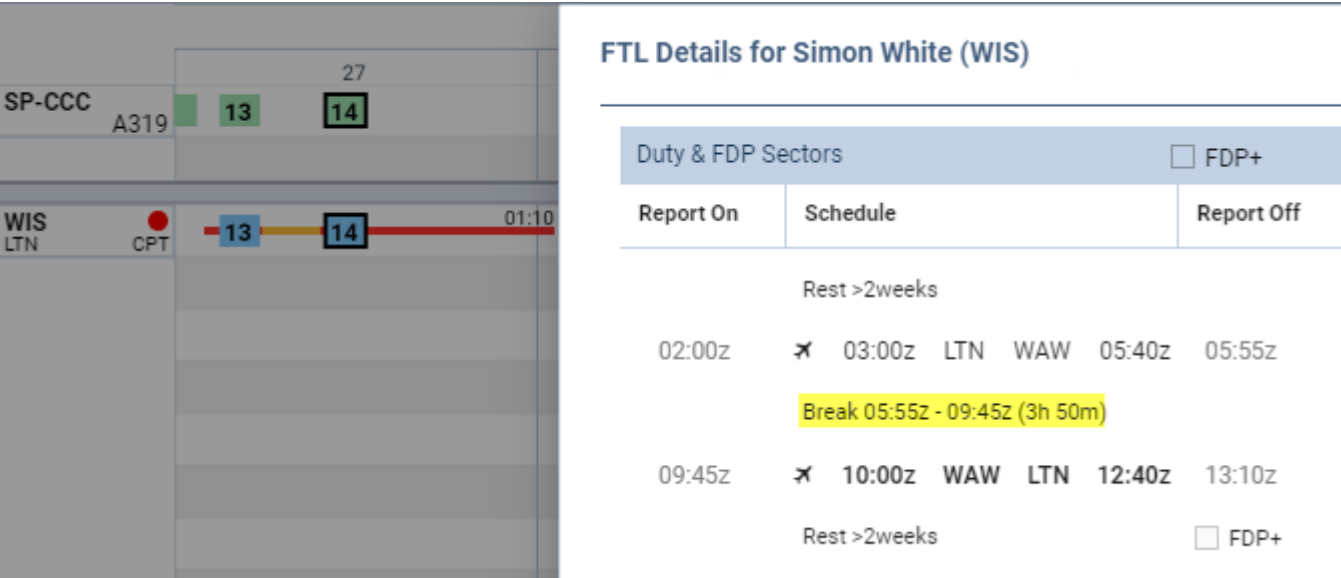 27
SP-CCC
A319
13
14
WIS
LTN
CPT
13
14
01:10
FTL Details for Simon White (WIS)
Duty & FDP Sectors FDP+
Report On Schedule Report Off
Rest >2weeks
02:00z 03:00z LTN WAW 05:40z 05:55z
Break 05:55z - 09:45z (3h 50m)
09:45z 10:00z WAW LTN 12:40z 13:10z
Rest >2weeks FDP+